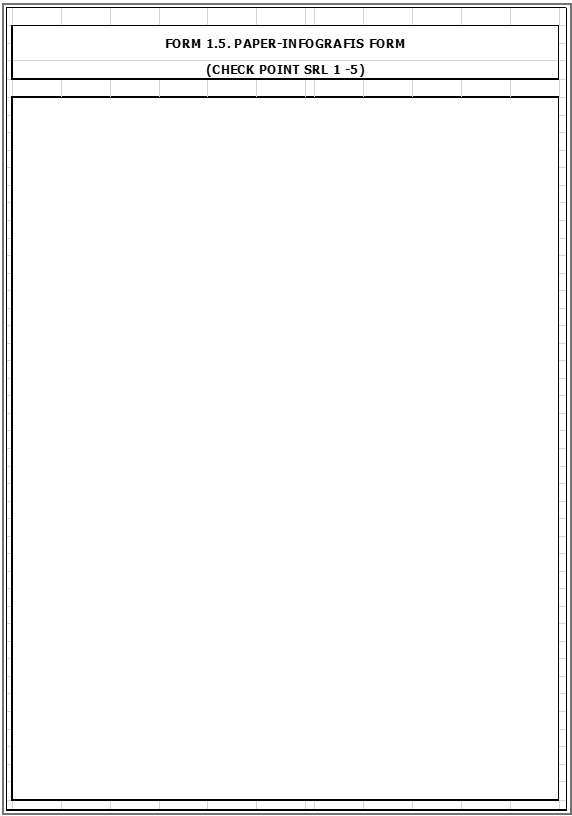 FORM 1.5. PAPER-INFOGRAFIS FORM
(CHECK POINT SRL 1 -5)